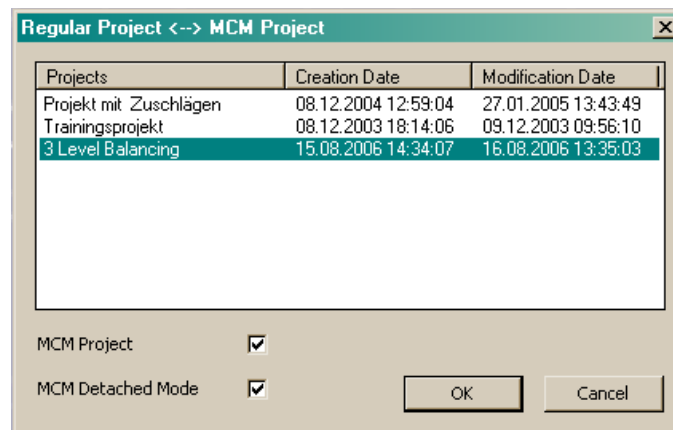 Regular Project <--> MCM Project
Projects Creation Date Modification Date
Projekt mit Zuschlägen 08.12.2004 12:59:04 27.01.2005 13:43:49
Trainingsprojekt 08.12.2003 18:14:06 09.12.2003 09:56:10
3 Level Balancing 15.08.2006 14:34:07 16.08.2006 13:35:03
MCM Project
MCM Detached Mode OK Cancel